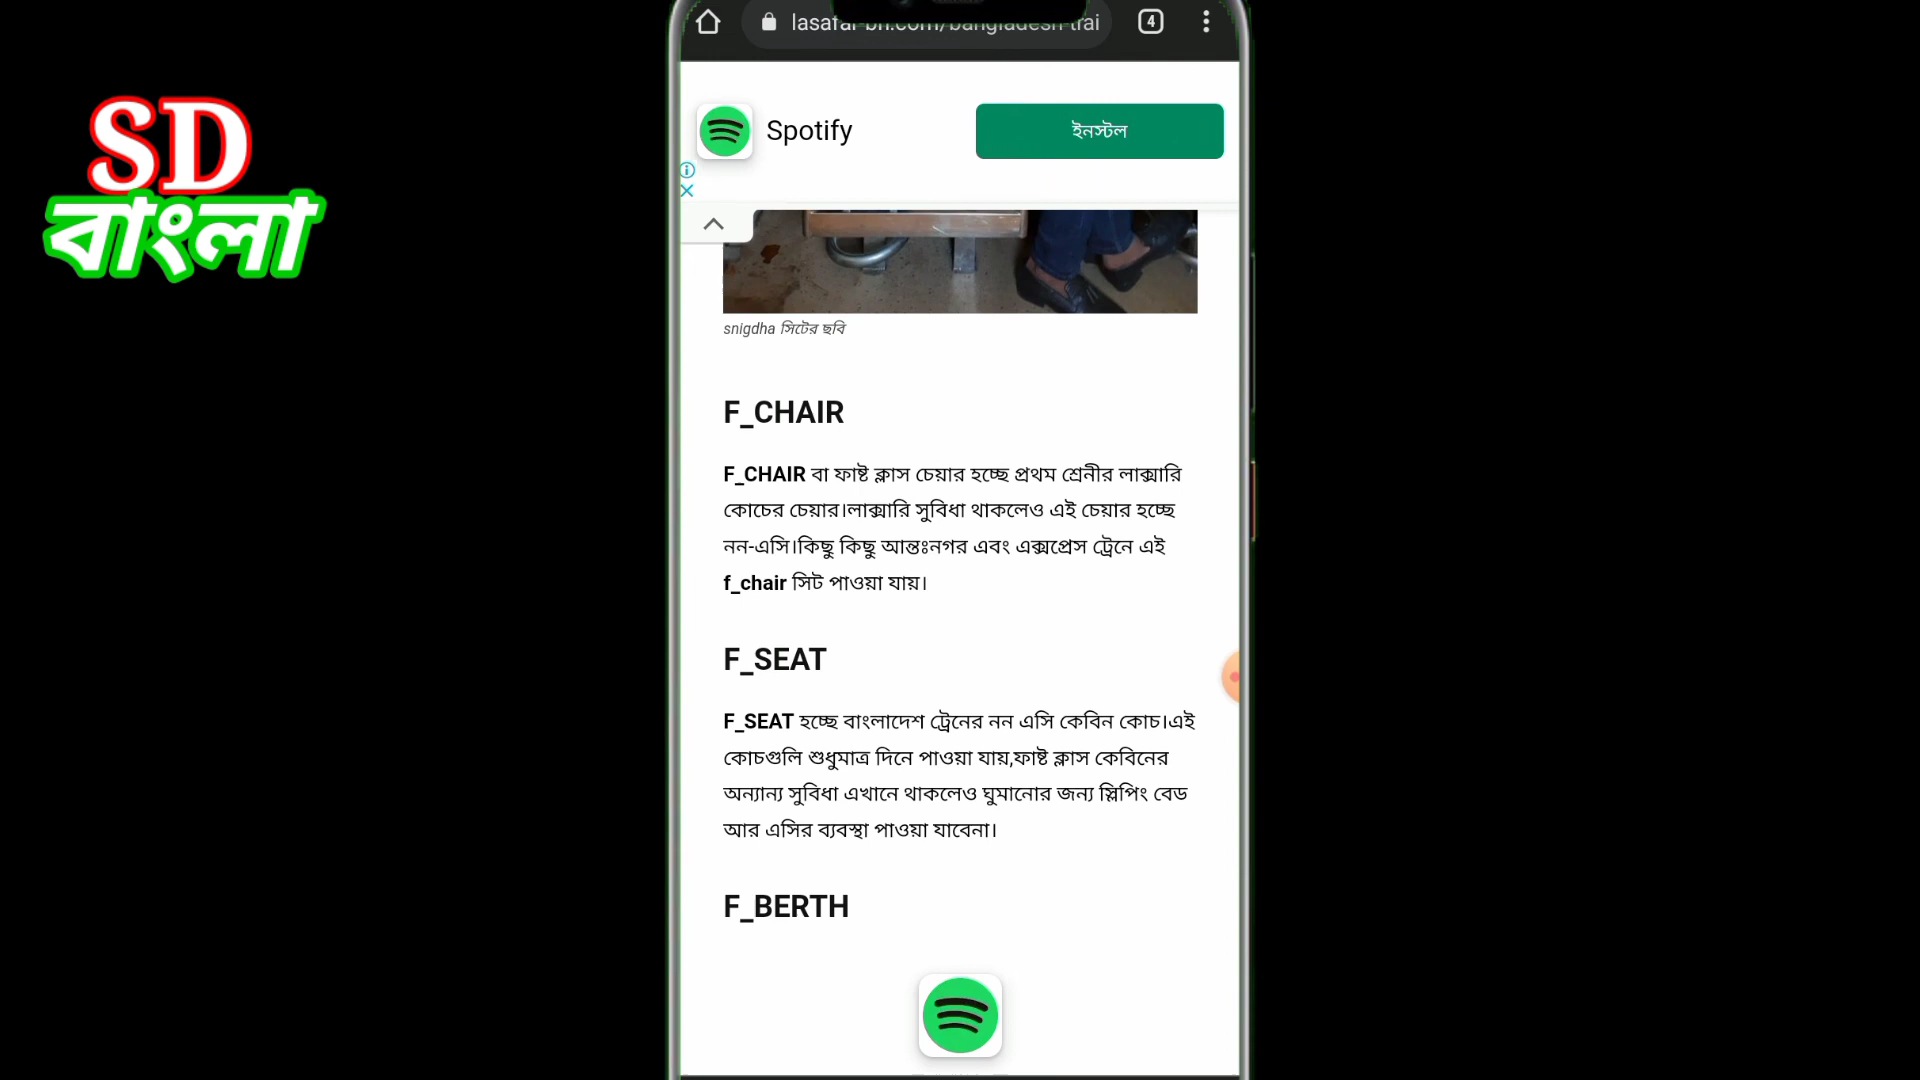 SD
বাংলা
4
Spotify
ইনস্টল
snigdha সিটের ছবি
F_CHAIR
F_CHAIR বা ফাষ্ট ক্লাস চেয়ার হচ্ছে প্রথম শ্রেনীর লাক্সারি
কোচের চেয়ার।লাক্সারি সুবিধা থাকলেও এই চেয়ার হচ্ছে
নন-এসি।কিছু কিছু আন্তঃনগর এবং এক্সপ্রেস ট্রেনে এই
f_chair সিট পাওয়া যায়।
F_SEAT
F_SEAT হচ্ছে বাংলাদেশ ট্রেনের নন এসি কেবিন কোচ।এই
কোচগুলি শুধুমাত্র দিনে পাওয়া যায়,ফাষ্ট ক্লাস কেবিনের
অন্যান্য সুবিধা এখানে থাকলেও ঘুমানোর জন্য স্লিপিং বেড
আর এসির ব্যবস্থা পাওয়া যাবেনা।
F_BERTH